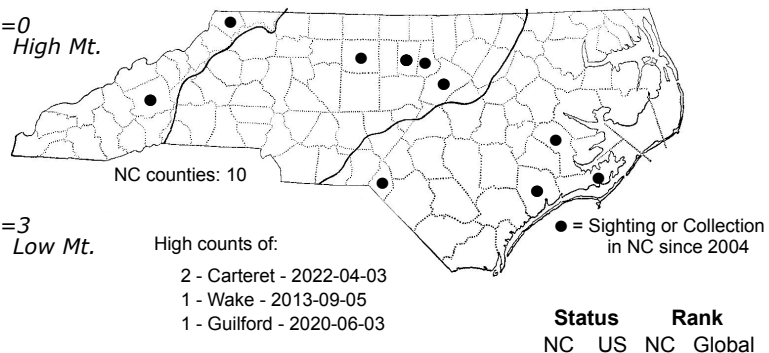 =0
High Mt.
NC counties: 10
=3
Low Mt.
High counts of:
2 - Carteret - 2022-04-03
1 - Wake - 2013-09-05
1 - Guilford - 2020-06-03
● = Sighting or Collection
in NC since 2004
Status Rank
NC US NC Global